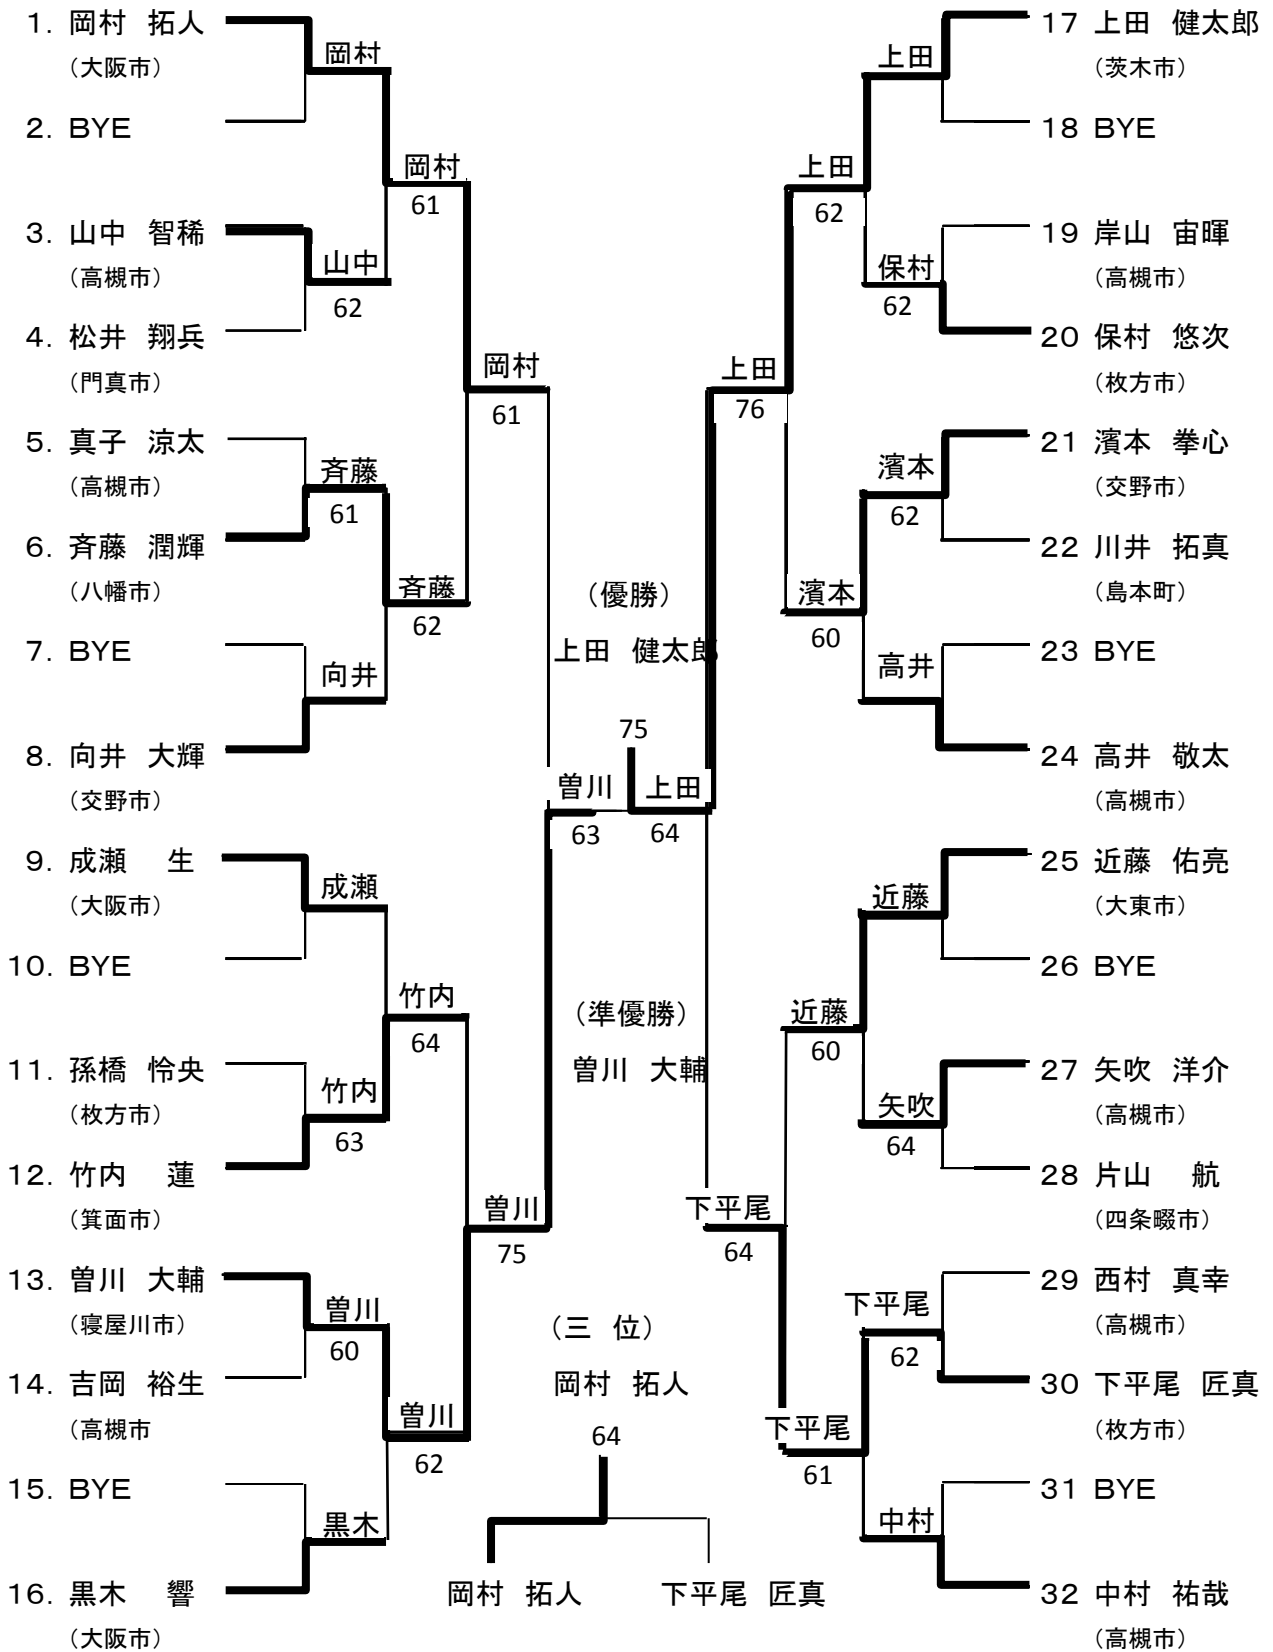 1. 岡村 拓人
(大阪市)
2. BYE
3. 山中 智稀
(高槻市)
4. 松井 翔兵
(門真市)
5. 真子 涼太
(高槻市)
6. 斉藤 潤輝
(八幡市)
7. BYE
8. 向井 大輝
(交野市)
9. 成瀬 生
(大阪市)
10. BYE
11. 孫橋 怜央
(枚方市)
12. 竹内 蓮
(箕面市)
13. 曽川 大輔
(寝屋川市)
14. 吉岡 裕生
(高槻市
15. BYE
16. 黒木 響
(大阪市)
岡村
山中
62
斉藤
61
向井
成瀬
竹内
63
曽川
60
黒木
岡村
61
斉藤
62
竹内
64
曽川
62
岡村
61
曽川
75
曽川
63
(優勝)
上田 健太郎
75
(準優勝)
曽川 大輔
(三 位)
岡村 拓人
64
岡村 拓人 下平尾 匠真
上田
64
上田
76
下平尾
64
上田
62
濱本
60
近藤
60
下平尾
61
上田
保村
62
濱本
62
高井
近藤
矢吹
64
下平尾
62
中村
17 上田 健太郎
(茨木市)
18 BYE
19 岸山 宙暉
(高槻市)
20 保村 悠次
(枚方市)
21 濱本 拳心
(交野市)
22 川井 拓真
(島本町)
23 BYE
24 高井 敬太
(高槻市)
25 近藤 佑亮
(大東市)
26 BYE
27 矢吹 洋介
(高槻市)
28 片山 航
(四条畷市)
29 西村 真幸
(高槻市)
30 下平尾 匠真
(枚方市)
31 BYE
32 中村 祐哉
(高槻市)